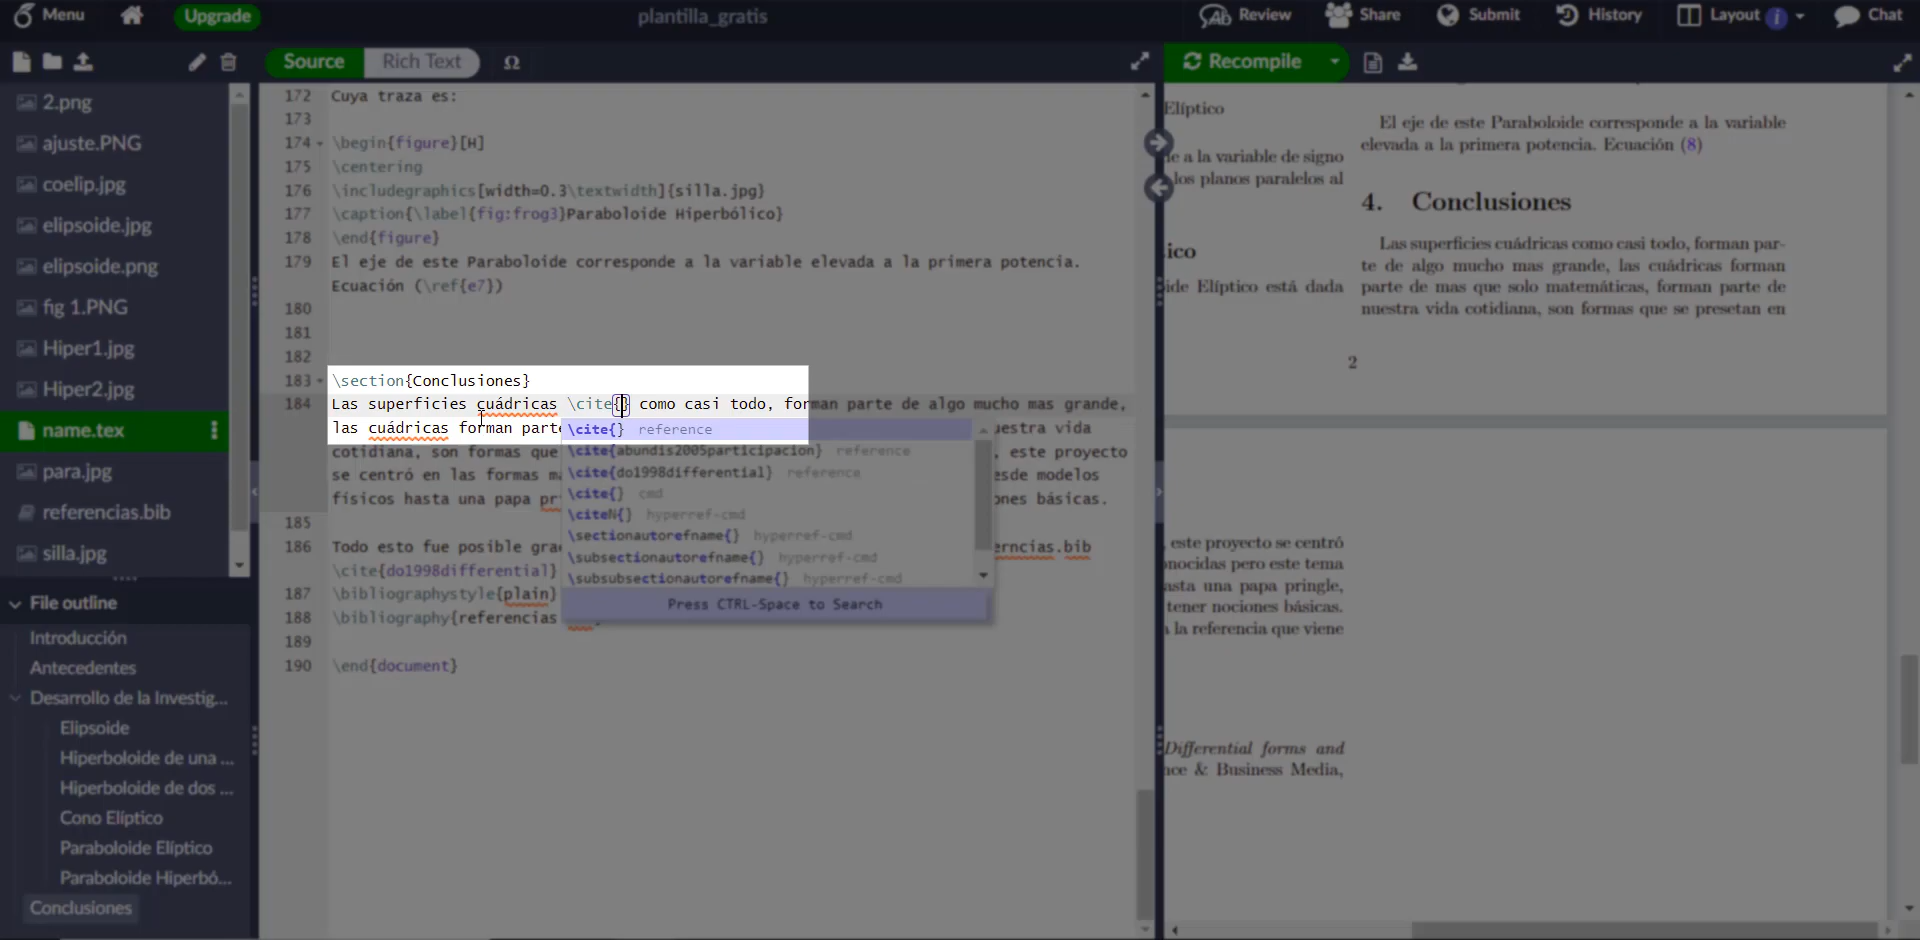 Menu
Upgrade
plantilla_gratis
Review
Share
Submit
History
Layout
i
Chat
Source
Rich Text
Ω
Recompile
2.png
ajuste.PNG
coelip.jpg
elipsoide.jpg
elipsoide.png
fig 1.PNG
Hiper1.jpg
Hiper2.jpg
name.tex
para.jpg
referencias.bib
silla.jpg
File outline
Introducción
Antecedentes
Desarrollo de la Investig...
Elipsoide
Hiperboloide de una ...
Hiperboloide de dos ...
Cono Elíptico
Paraboloide Elíptico
Paraboloide Hiperbó...
Conclusiones
172 Cuya traza es:
173
174 \begin{figure}[H]
175 \centering
176 \includegraphics[width=0.3\textwidth]{silla.jpg}
177 \caption{\label{fig:frog3}Paraboloide Hiperbólico}
178 \end{figure}
179 El eje de este Paraboloide corresponde a la variable elevada a la primera potencia.
Ecuación (\ref{e7})
180
181
182
183 \section{Conclusiones}
184 Las superficies cuádricas \cite{} como casi todo, forman parte de algo mucho mas grande,
las cuádricas forman parte uestra vida
cotidiana, son formas que , este proyecto
se centró en las formas esde modelos
físicos hasta una papa nes básicas.
185
186 Todo esto fue posible erncias.bib
\cite{do1998differential}
187 \bibliographystyle{plain}
188 \bibliography{referencias
189
190 \end{document}
\cite{} reference
\cite{abundis2005participacion} reference
\cite{do1998differential} reference
\cite{} cmd
\citeN{} hyperref-cmd
\sectionautorefname{} hyperref-cmd
\subsectionautorefname{} hyperref-cmd
\subsubsectionautorefname{} hyperref-cmd
Press CTRL-Space to Search
Elíptico
e a la variable de signo
los planos paralelos al
ico
ide Elíptico está dada
El eje de este Paraboloide corresponde a la variable
elevada a la primera potencia. Ecuación (8)
4. Conclusiones
Las superficies cuádricas como casi todo, forman par-
te de algo mucho mas grande, las cuádricas forman
parte de mas que solo matemáticas, forman parte de
nuestra vida cotidiana, son formas que se presetan en
2
, este proyecto se centró
nocidas pero este tema
asta una papa pringle,
tener nociones básicas.
la referencia que viene
Differential forms and
nce & Business Media,